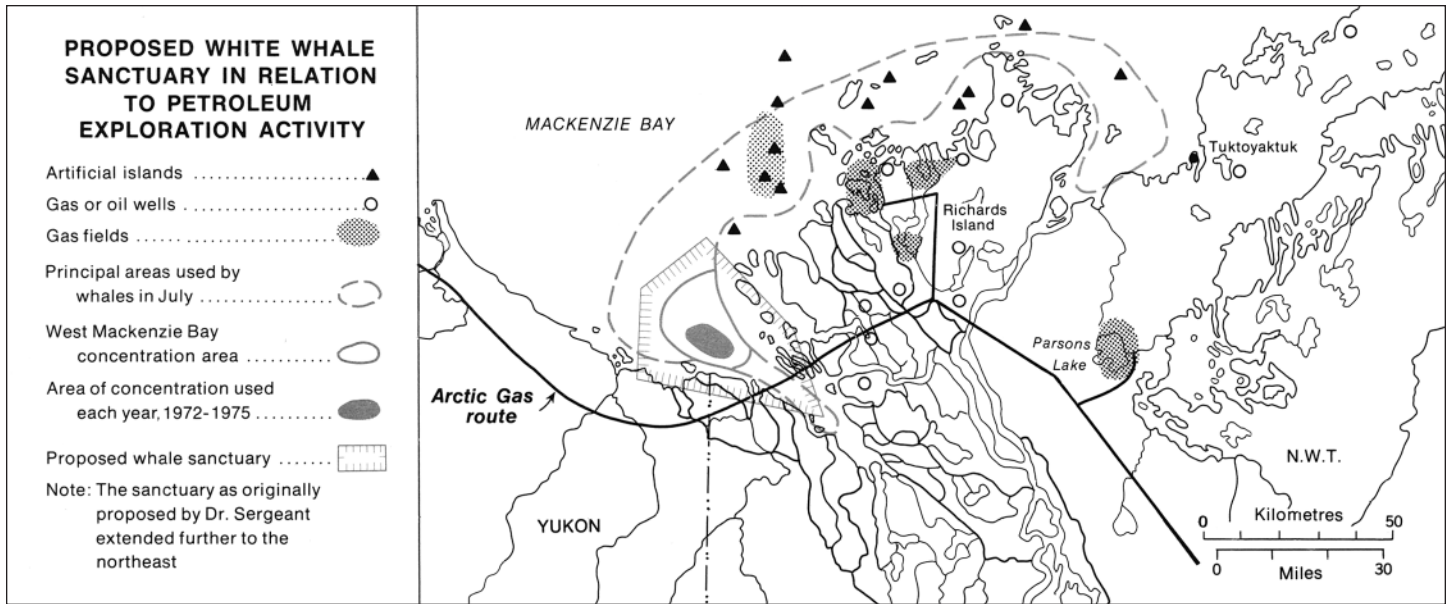 PROPOSED WHITE WHALE
SANCTUARY IN RELATION
TO PETROLEUM
EXPLORATION ACTIVITY
Artificial islands
Gas or oil wells
Gas fields
Principal areas used by
whales in July
West Mackenzie Bay
concentration area
Area of concentration used
each year, 1972-1975
Proposed whale sanctuary
Note: The sanctuary as originally
proposed by Dr. Sergeant
extended further to the
northeast
MACKENZIE BAY
Tuktoyaktuk
Richards
Island
Parsons
Lake
Arctic Gas
route
YUKON
N.W.T.
Kilometres
0 50
0 30
Miles